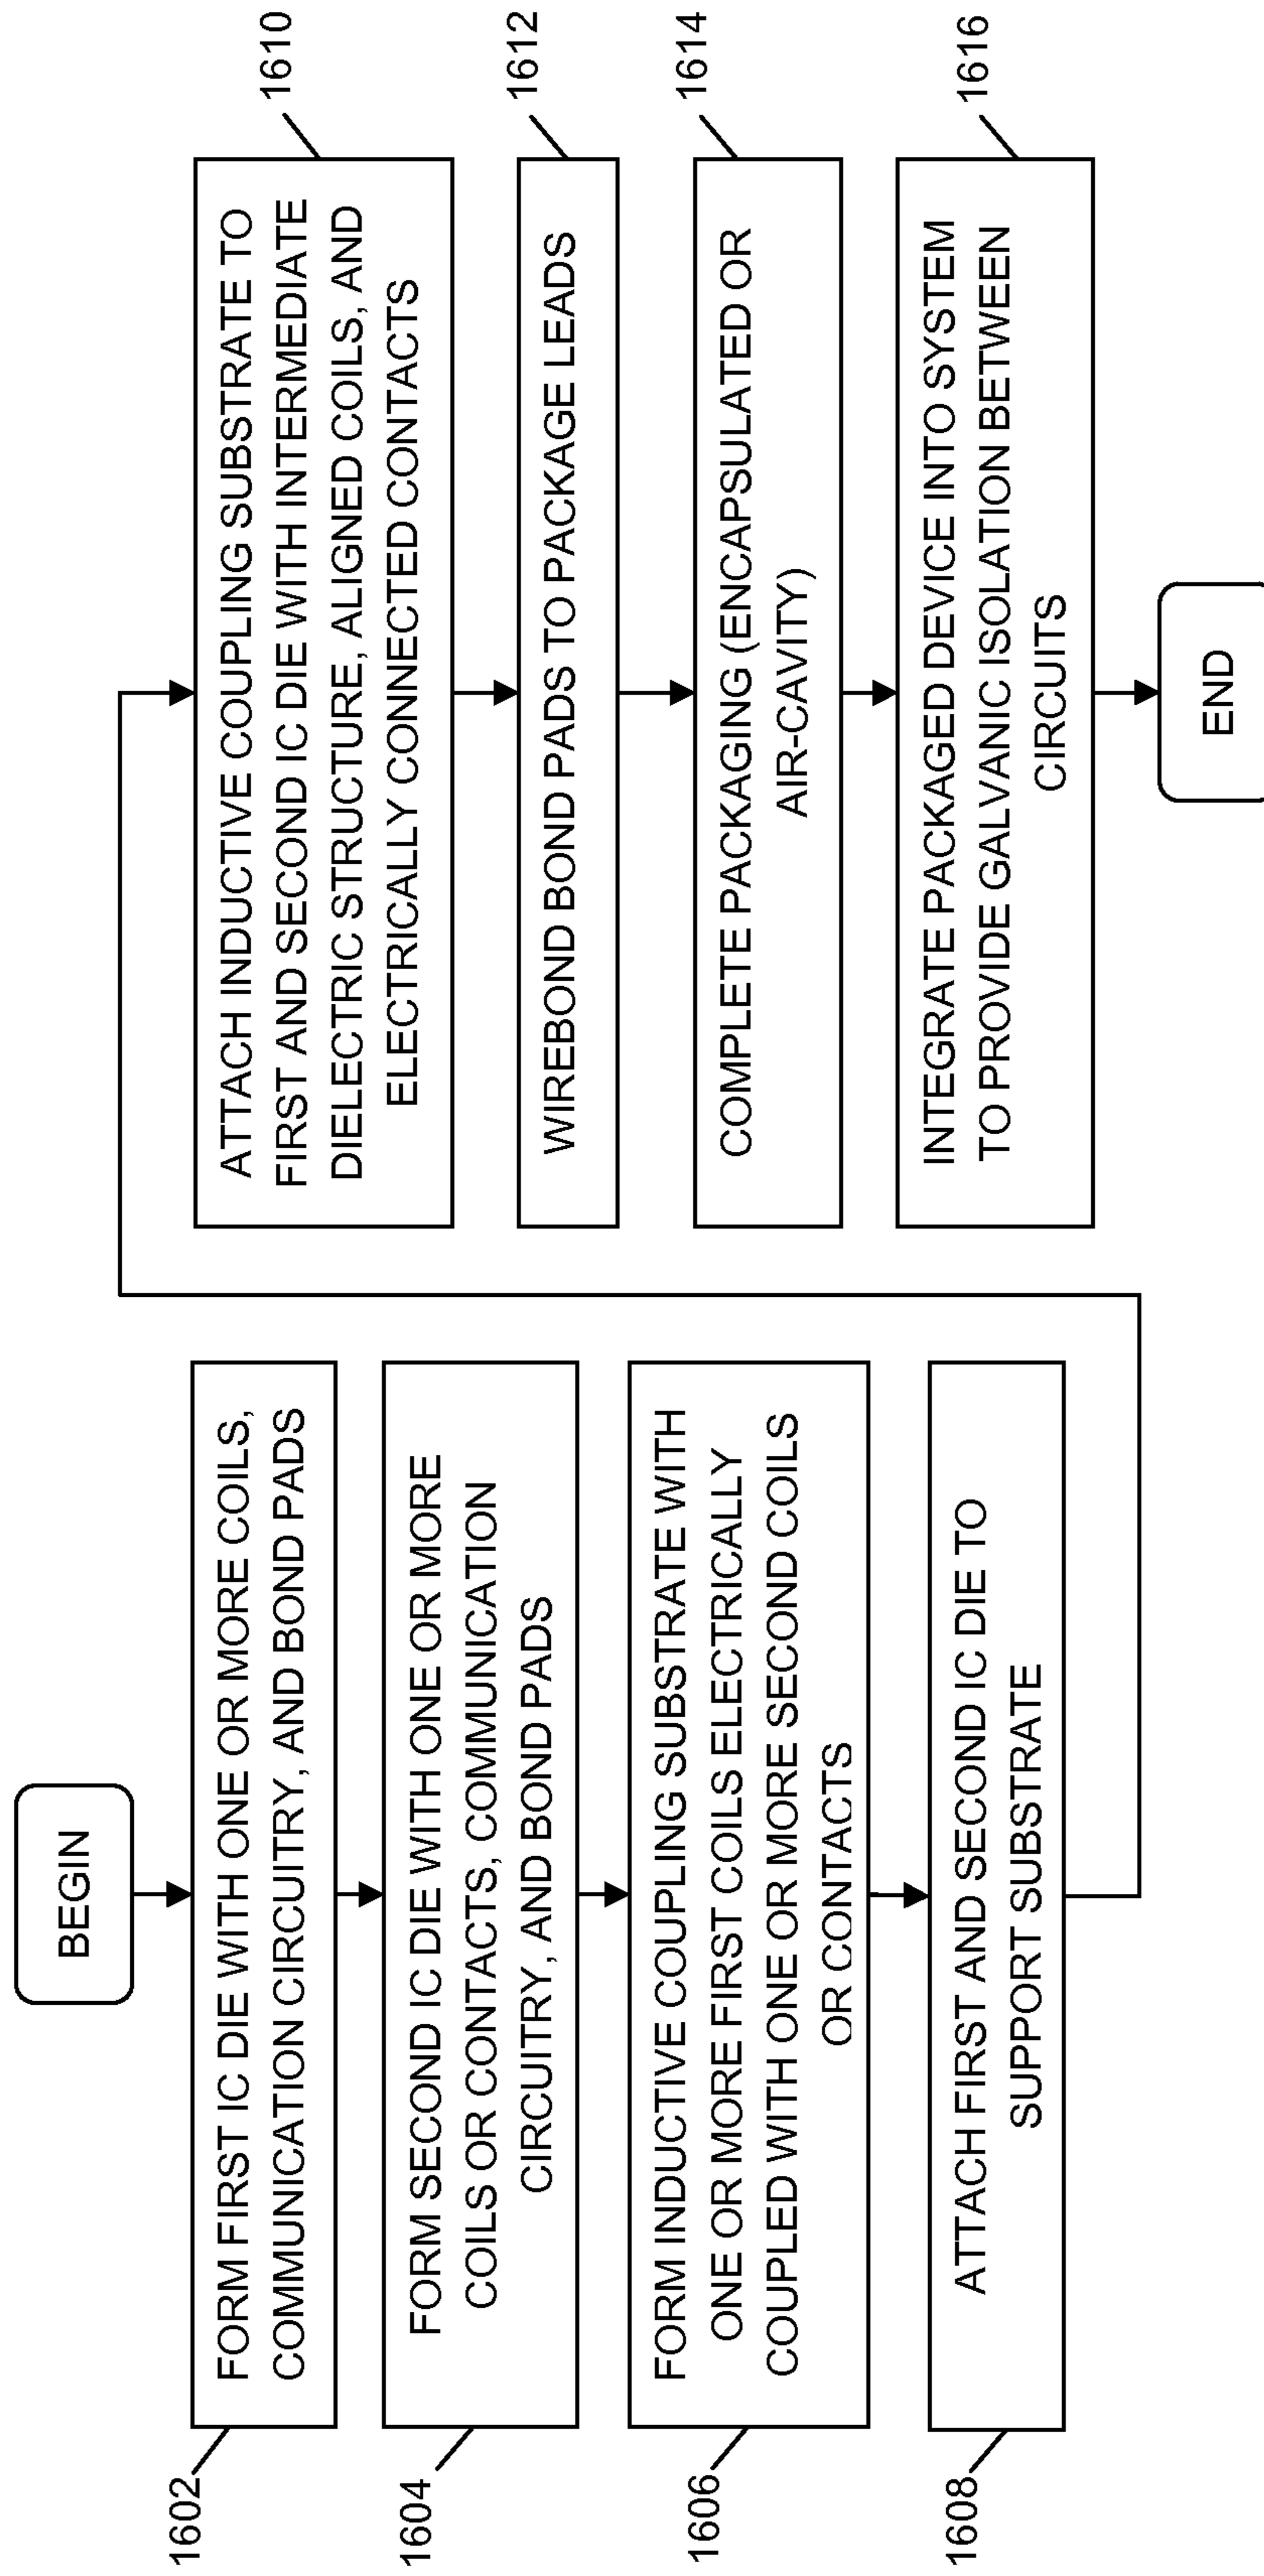 BEGIN
1602
FORM FIRST IC DIE WITH ONE OR MORE COILS,
COMMUNICATION CIRCUITRY, AND BOND PADS
1604
FORM SECOND IC DIE WITH ONE OR MORE
COILS OR CONTACTS, COMMUNICATION
CIRCUITRY, AND BOND PADS
1606
FORM INDUCTIVE COUPLING SUBSTRATE WITH
ONE OR MORE FIRST COILS ELECTRICALLY
COUPLED WITH ONE OR MORE SECOND COILS
OR CONTACTS
1608
ATTACH FIRST AND SECOND IC DIE TO
SUPPORT SUBSTRATE
1610
ATTACH INDUCTIVE COUPLING SUBSTRATE TO
FIRST AND SECOND IC DIE WITH INTERMEDIATE
DIELECTRIC STRUCTURE, ALIGNED COILS, AND
ELECTRICALLY CONNECTED CONTACTS
1612
WIREBOND BOND PADS TO PACKAGE LEADS
1614
COMPLETE PACKAGING (ENCAPSULATED OR
AIR-CAVITY)
1616
INTEGRATE PACKAGED DEVICE INTO SYSTEM
TO PROVIDE GALVANIC ISOLATION BETWEEN
CIRCUITS
END